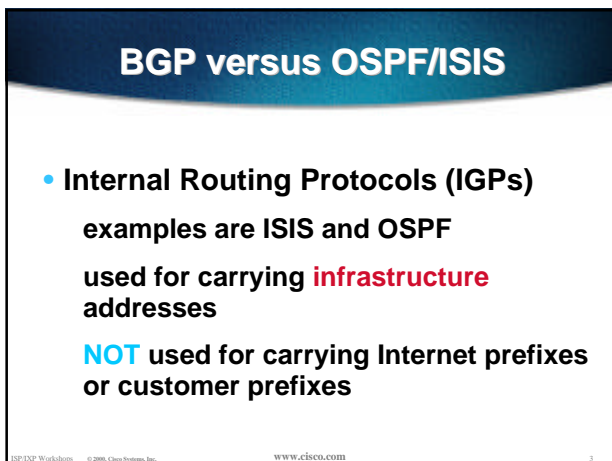 BGP versus OSPF/ISIS
• Internal Routing Protocols (IGPs)
examples are ISIS and OSPF
used for carrying infrastructure
addresses
NOT used for carrying Internet prefixes
or customer prefixes
ISP/IXP Workshops © 2000, Cisco Systems, Inc. www.cisco.com 3